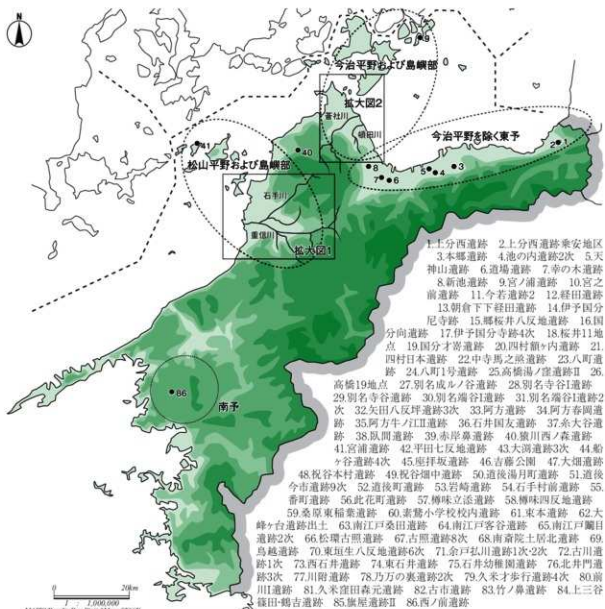 N
今治平野および島嶼部
拡大図2
蒼社川
頓田川
今治平野を除く東予
松山平野および島嶼部
石手川
重信川
拡大図1
南予
9
41
40
8
7
6
5
4
3
2
1
86
0 20km
1 : 1,000,000
1.上分西遺跡 2.上分西遺跡乗安地区
3.本郷遺跡 4.池の内遺跡2次 5.天
神山遺跡 6.道場遺跡 7.幸の木遺跡
8.新池遺跡 9.宮ノ浦遺跡 10.宮之
前遺跡 11.今若遺跡2 12.経田遺跡
13.朝倉下下経田遺跡 14.伊予国分
尼寺跡 15.郷桜井八反地遺跡 16.国
分向遺跡 17.伊予国分寺跡4次 18.桜井11地
点 19.国分才嵜遺跡 20.四村額ヶ内遺跡 21.
四村日本遺跡 22.中寺馬之丞遺跡 23.八町遺
跡 24.八町1号遺跡 25.高橋湯ノ窪遺跡Ⅱ 26.
高橋19地点 27.別名成ルノ谷遺跡 28.別名寺谷Ⅰ遺跡
29.別名寺谷遺跡 30.別名端谷Ⅰ遺跡 31.別名端谷Ⅰ遺跡2
次 32.矢田八反坪遺跡3次 33.阿方遺跡 34.阿方春岡遺
跡 35.阿方牛ノ江Ⅱ遺跡 36.石井国友遺跡 37.糸大谷遺
跡 38.臥間遺跡 39.赤岸鼻遺跡 40.猿川西ノ森遺跡
41.宮浦遺跡 42.平田七反地遺跡 43.大渕遺跡3次 44.船
ヶ谷遺跡4次 45.座拝坂遺跡 46.吉藤公園 47.大畑遺跡
48.祝谷本村遺跡 49.祝谷畑中遺跡 50.道後湯月町遺跡 51.道後
今市遺跡9次 52.道後町遺跡 53.岩崎遺跡 54.石手村前遺跡 55.
番町遺跡 56.此花町遺跡 57.樽味立添遺跡 58.樽味四反地遺跡
59.桑原東稲葉遺跡 60.素鵞小学校校内遺跡 61.東本遺跡 62.大
峰ヶ台遺跡出土 63.南江戸桑田遺跡 64.南江戸客谷遺跡 65.南江戸鬮目
遺跡2次 66.松環古照遺跡 67.古照遺跡8次 68.南斎院土居北遺跡 69.
鳥越遺跡 70.東垣生八反地遺跡6次 71.余戸払川遺跡1次・2次 72.古川遺
跡1次 73.西石井遺跡 74.東石井遺跡 75.石井幼稚園遺跡 76.北井門遺
跡3次 77.川附遺跡 78.乃万の裏遺跡2次 79.久米才歩行遺跡4次 80.前
川Ⅰ遺跡 81.久米窪田森元遺跡 82.古市遺跡 83.竹ノ鼻遺跡 84.上三谷
篠田・鶴吉遺跡 85.旗屋遺跡Ⅱ 86.西ノ前遺跡